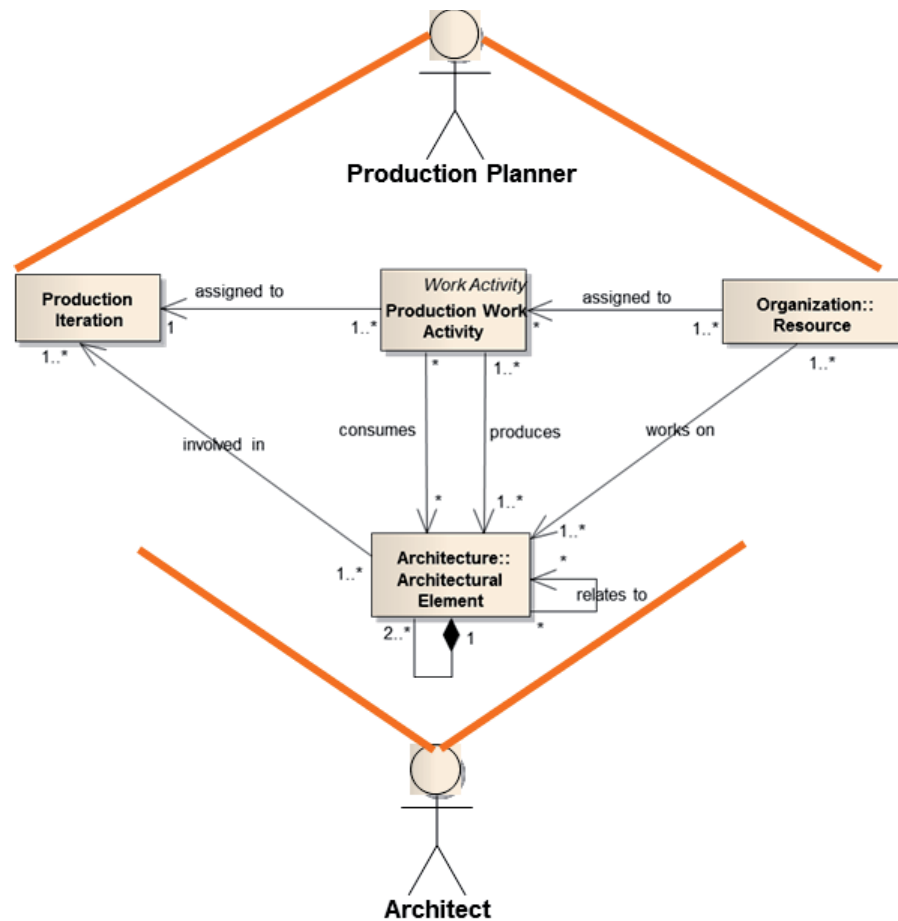 Production Planner
Production
Iteration
assigned to
1
1..*
Work Activity
Production Work
Activity
1..*
assigned to
*
1..*
Organization::
Resource
1..*
*
1..*
involved in
consumes
produces
works on
*
1..*
1..*
1..*
Architecture::
Architectural
Element
*
relates to
*
2..*
1
Architect